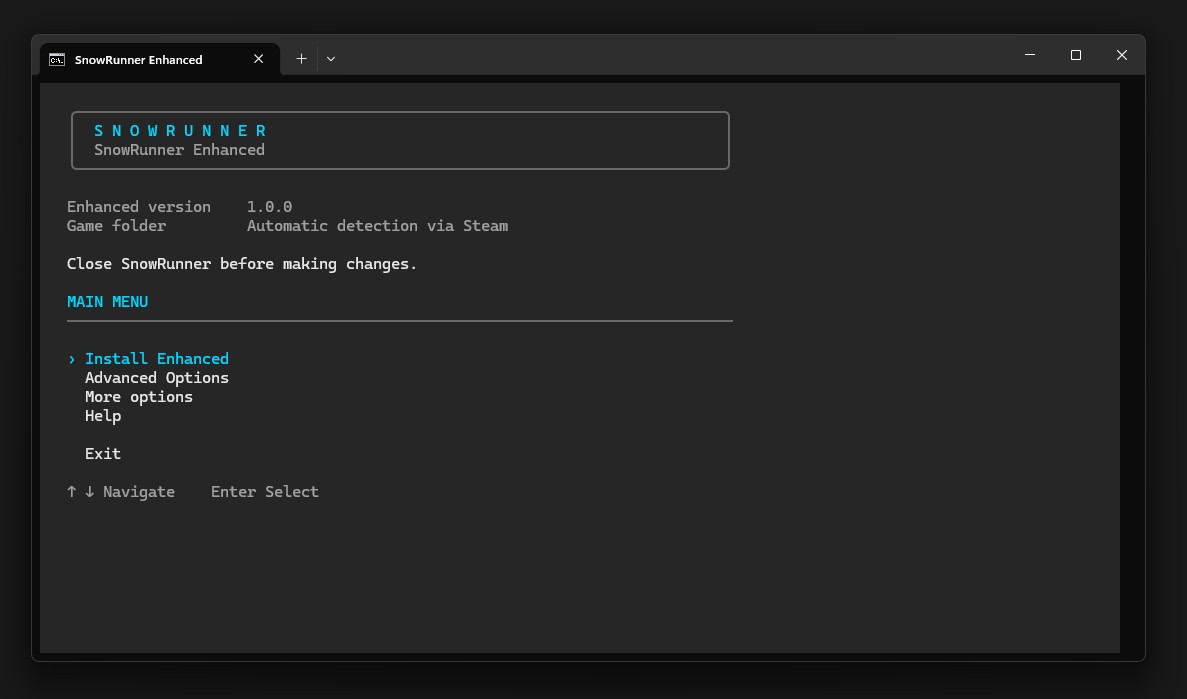 SnowRunner Enhanced
S N O W R U N N E R
SnowRunner Enhanced
Enhanced version 1.0.0
Game folder Automatic detection via Steam
Close SnowRunner before making changes.
MAIN MENU
› Install Enhanced
Advanced Options
More options
Help
Exit
↑ ↓ Navigate Enter Select